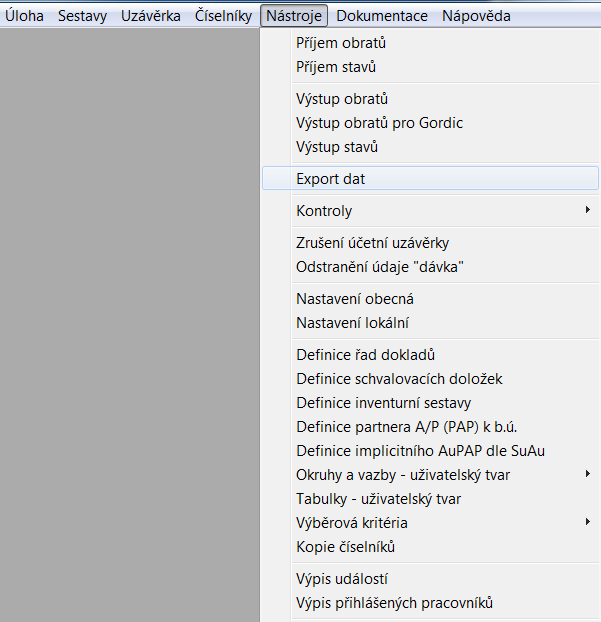 Úloha Sestavy Uzávěrka Číselníky Nástroje Dokumentace Nápověda
Příjem obratů
Příjem stavů
Výstup obratů
Výstup obratů pro Gordic
Výstup stavů
Export dat
Kontroly
Zrušení účetní uzávěrky
Odstranění údaje "dávka"
Nastavení obecná
Nastavení lokální
Definice řad dokladů
Definice schvalovacích doložek
Definice inventurní sestavy
Definice partnera A/P (PAP) k b.ú.
Definice implicitního AuPAP dle SuAu
Okruhy a vazby - uživatelský tvar
Tabulky - uživatelský tvar
Výběrová kritéria
Kopie číselníků
Výpis událostí
Výpis přihlášených pracovníků